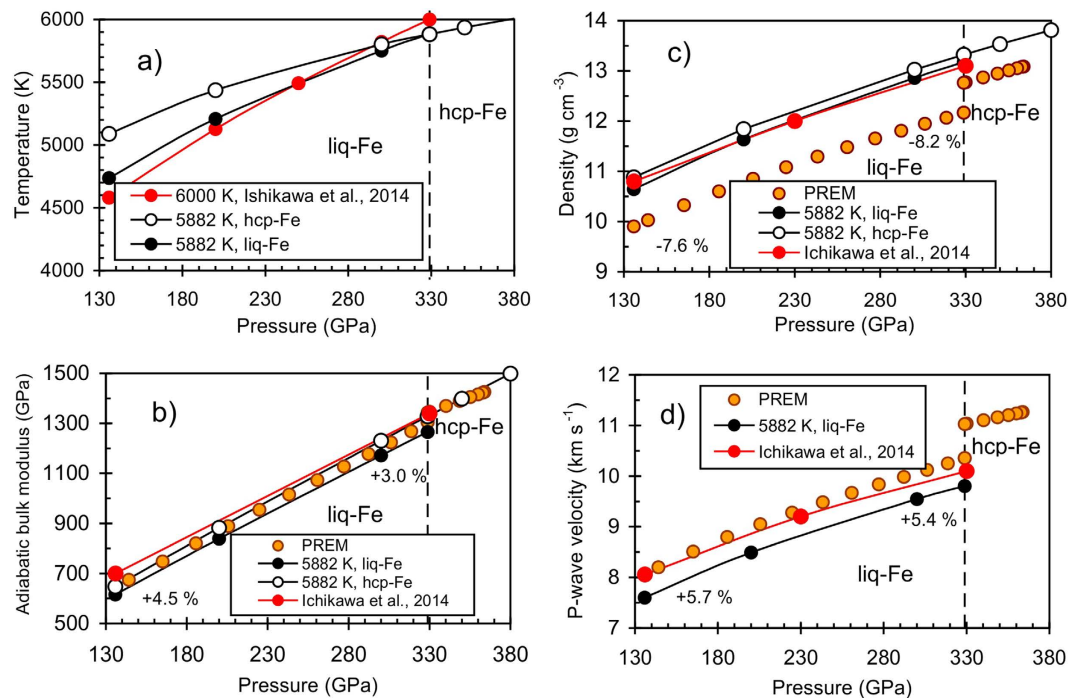 a)
6000
5500
5000
4500
4000
Temperature (K)
hcp-Fe
liq-Fe
6000 K, Ishikawa et al., 2014
5882 K, hcp-Fe
5882 K, liq-Fe
130 180 230 280 330 380
Pressure (GPa)
c)
14
13
12
11
10
9
Density (g cm⁻³)
hcp-Fe
-8.2 %
liq-Fe
-7.6 %
PREM
5882 K, liq-Fe
5882 K, hcp-Fe
Ichikawa et al., 2014
130 180 230 280 330 380
Pressure (GPa)
b)
1500
1300
1100
900
700
500
Adiabatic bulk modulus (GPa)
hcp-Fe
+3.0 %
liq-Fe
+4.5 %
PREM
5882 K, liq-Fe
5882 K, hcp-Fe
Ichikawa et al., 2014
130 180 230 280 330 380
Pressure (GPa)
d)
12
11
10
9
8
7
P-wave velocity (km s⁻¹)
PREM
5882 K, liq-Fe
Ichikawa et al., 2014
hcp-Fe
+5.4 %
liq-Fe
+5.7 %
130 180 230 280 330 380
Pressure (GPa)